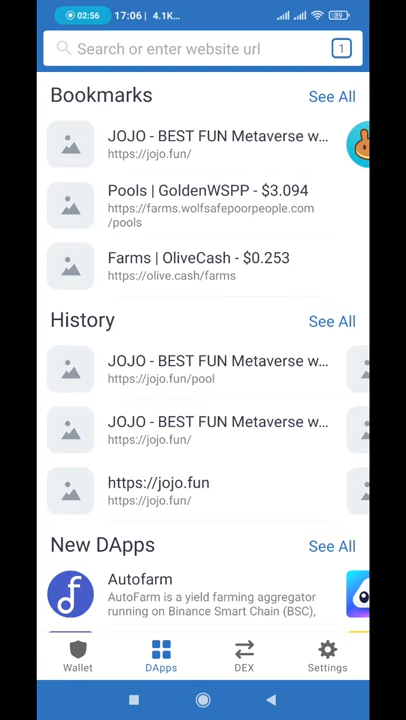 02:56 17:06 4.1K... 39
Search or enter website url 1
Bookmarks See All
JOJO - BEST FUN Metaverse w...
https://jojo.fun/
Pools | GoldenWSPP - $3.094
https://farms.wolfsafepoorpeople.com
/pools
Farms | OliveCash - $0.253
https://olive.cash/farms
History See All
JOJO - BEST FUN Metaverse w...
https://jojo.fun/pool
JOJO - BEST FUN Metaverse w...
https://jojo.fun/
https://jojo.fun
https://jojo.fun/
New DApps See All
Autofarm
AutoFarm is a yield farming aggregator
running on Binance Smart Chain (BSC),
Wallet DApps DEX Settings